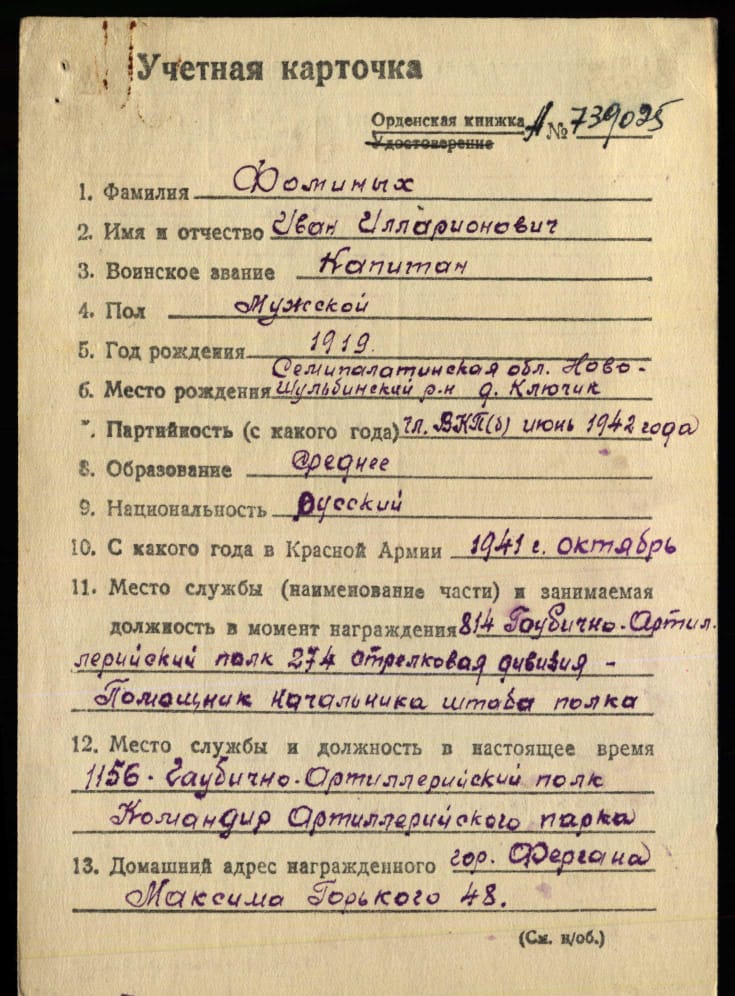 Учетная карточка
Орденская книжка А № 739025
Удостоверение
1. Фамилия Фоминых
2. Имя и отчество Иван Илларионович
3. Воинское звание Капитан
4. Пол Мужской
5. Год рождения 1919.
Семипалатинская обл. Ново-
6. Место рождения Шульбинский р-н д. Ключик
7. Партийность (с какого года) Чл. ВКП(б) июнь 1942 года
8. Образование Среднее
9. Национальность Русский
10. С какого года в Красной Армии 1941 г. октябрь
11. Место службы (наименование части) и занимаемая
должность в момент награждения 814 Гаубично-Артил.
лерийский полк 274 стрелковая дивизия -
Помощник Начальника штаба полка
12. Место службы и должность в настоящее время
1156 - Гаубично-Артиллерийский полк
Командир Артиллерийского парка
13. Домашний адрес награжденного гор. Фергана
Максима Горького 48.
(См. н/об.)